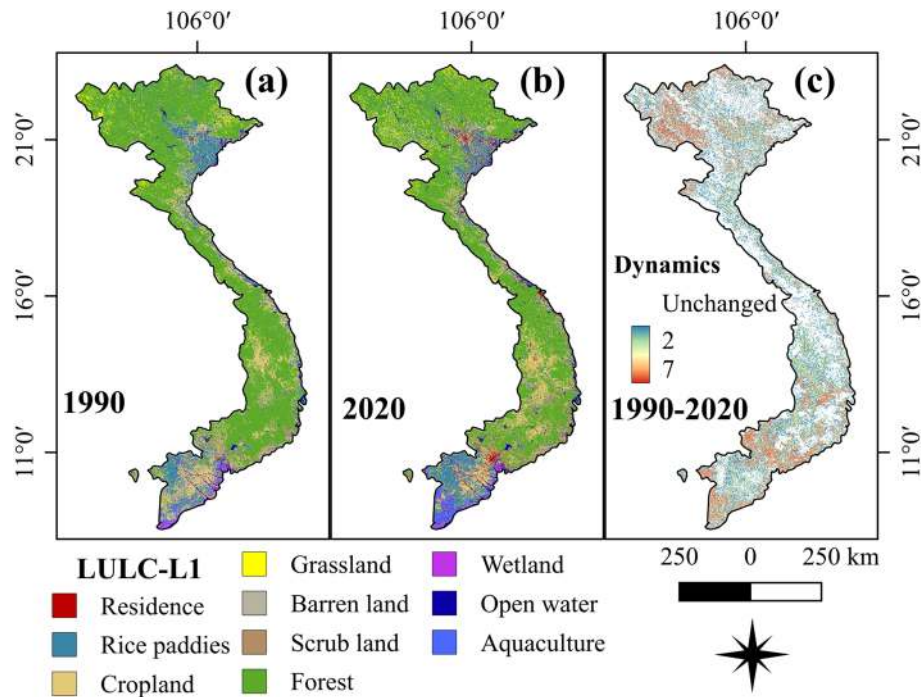 106°0′ 106°0′ 106°0′
(a) (b) (c)
21°0′ 21°0′
16°0′ 16°0′
11°0′ 11°0′
1990 2020 1990-2020
Dynamics
Unchanged
2
7
250 0 250 km
LULC-L1
Residence
Rice paddies
Cropland
Grassland
Barren land
Scrub land
Forest
Wetland
Open water
Aquaculture